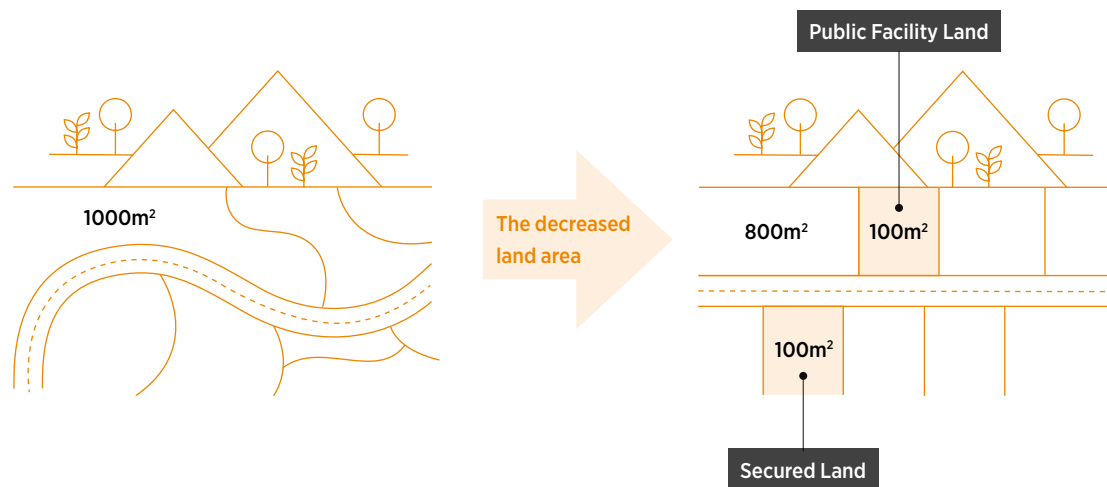 Public Facility Land
1000m²
The decreased
land area
800m²
100m²
100m²
Secured Land